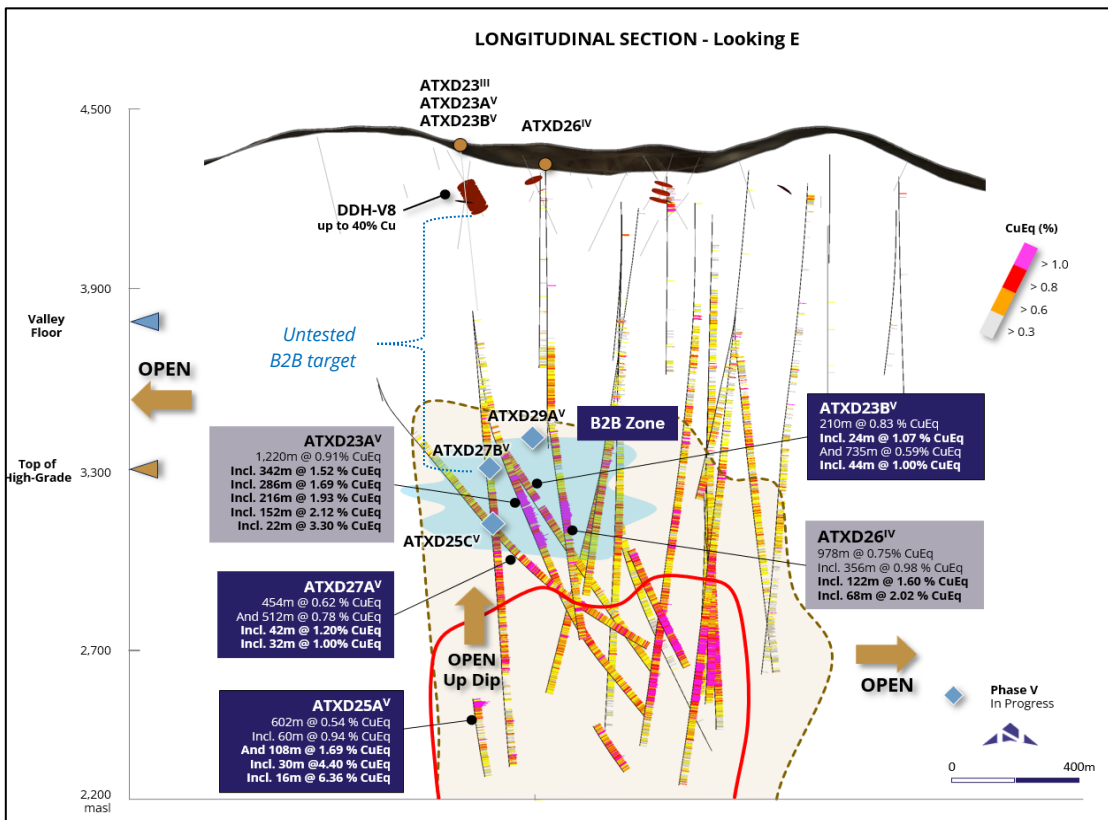 LONGITUDINAL SECTION - Looking E
ATXD23III
ATXD23AV
ATXD23BV
ATXD26IV
4,500
DDH-V8
up to 40% Cu
CuEq (%)
> 1.0
> 0.8
> 0.6
> 0.3
3,900
Valley
Floor
Untested
B2B target
OPEN
ATXD29AV
B2B Zone
ATXD27BV
ATXD23BV
210m @ 0.83 % CuEq
Incl. 24m @ 1.07 % CuEq
And 735m @ 0.59% CuEq
Incl. 44m @ 1.00% CuEq
ATXD23AV
1,220m @ 0.91% CuEq
Incl. 342m @ 1.52 % CuEq
Incl. 286m @ 1.69 % CuEq
Incl. 216m @ 1.93 % CuEq
Incl. 152m @ 2.12 % CuEq
Incl. 22m @ 3.30 % CuEq
Top of
High-Grade
3,300
ATXD25CV
ATXD26IV
978m @ 0.75% CuEq
Incl. 356m @ 0.98 % CuEq
Incl. 122m @ 1.60 % CuEq
Incl. 68m @ 2.02 % CuEq
ATXD27AV
454m @ 0.62 % CuEq
And 512m @ 0.78 % CuEq
Incl. 42m @ 1.20% CuEq
Incl. 32m @ 1.00% CuEq
2,700
OPEN
Up Dip
OPEN
Phase V
In Progress
ATXD25AV
602m @ 0.54 % CuEq
Incl. 60m @ 0.94 % CuEq
And 108m @ 1.69 % CuEq
Incl. 30m @4.40 % CuEq
Incl. 16m @ 6.36 % CuEq
0 400m
2,200
masl